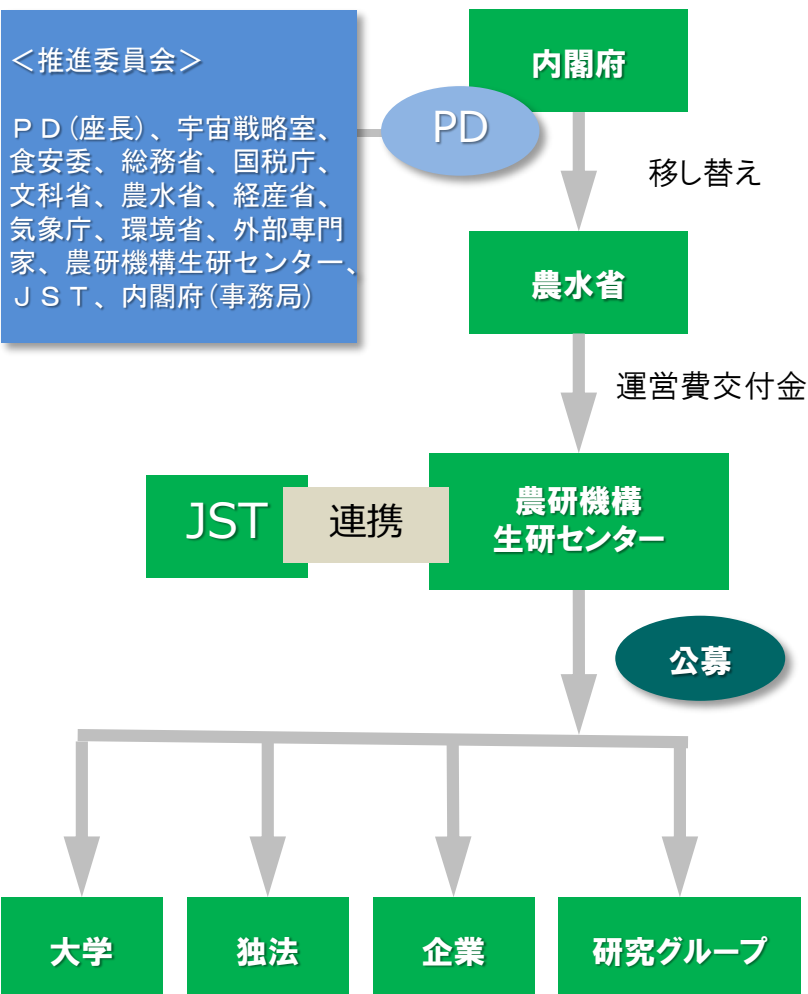 ＜推進委員会＞
ＰＤ(座長)、宇宙戦略室、
食安委、総務省、国税庁、
文科省、農水省、経産省、
気象庁、環境省、外部専門
家、農研機構生研センター、
ＪＳＴ、内閣府(事務局)
PD
内閣府
移し替え
農水省
運営費交付金
JST
連携
農研機構
生研センター
公募
大学
独法
企業
研究グループ